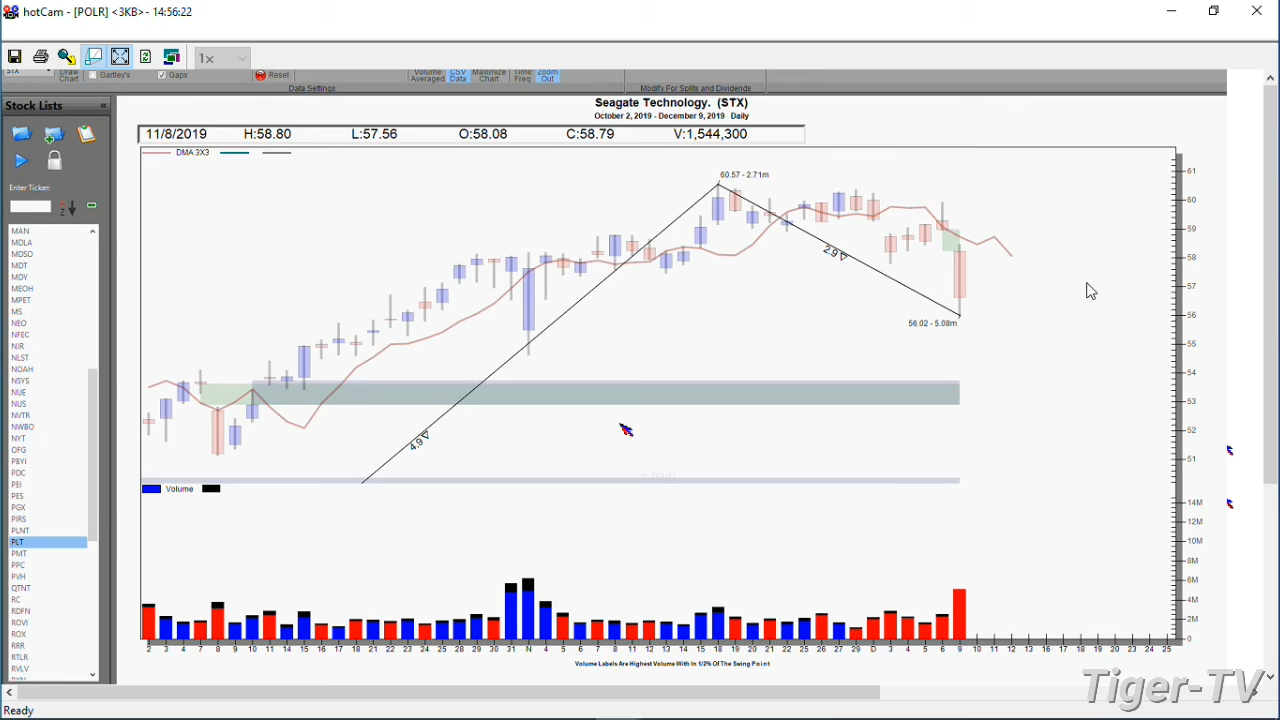 hotCam - [POLR] <3KB>- 14:56:22
1x
STX Draw Gartley's Gaps Reset Volume CSV Maximize Time Zoom
Chart Averaged Data Chart Freq Out
Data Settings Modify For Splits and Dividends
Stock Lists «
Seagate Technology. (STX)
October 2, 2019 - December 9, 2019 Daily
11/8/2019 H:58.80 L:57.56 O:58.08 C:58.79 V:1,544,300
DMA 3X3
Enter Ticker:
MAN
MDLA
MDSO
MDT
MDY
MEOH
MPET
MS
NEO
NFEC
NJR
NLST
NOAH
NSYS
NUE
NUS
NVTR
NWBO
NYT
OFG
PBYI
PDC
PEI
PES
PGX
PIRS
PLNT
PLT
PMT
PPC
PVH
QTNT
RC
RDFN
ROVI
ROX
RRR
RTLR
RVLV
60.57 - 2.71m
2.9
56.02 - 5.08m
4.9
61
60
59
58
57
56
55
54
53
52
51
Volume
14M
12M
10M
8M
6M
4M
2M
0
2 3 4 7 8 9 10 11 14 15 16 17 18 21 22 23 24 25 28 29 30 31 N 4 5 6 7 8 11 12 13 14 15 18 19 20 21 22 25 26 27 29 D 3 4 5 6 9 10 11 12 13 16 17 18 19 20 23 24 25
Volume Labels Are Highest Volume With In 1/2% Of The Swing Point
Tiger-TV
Ready